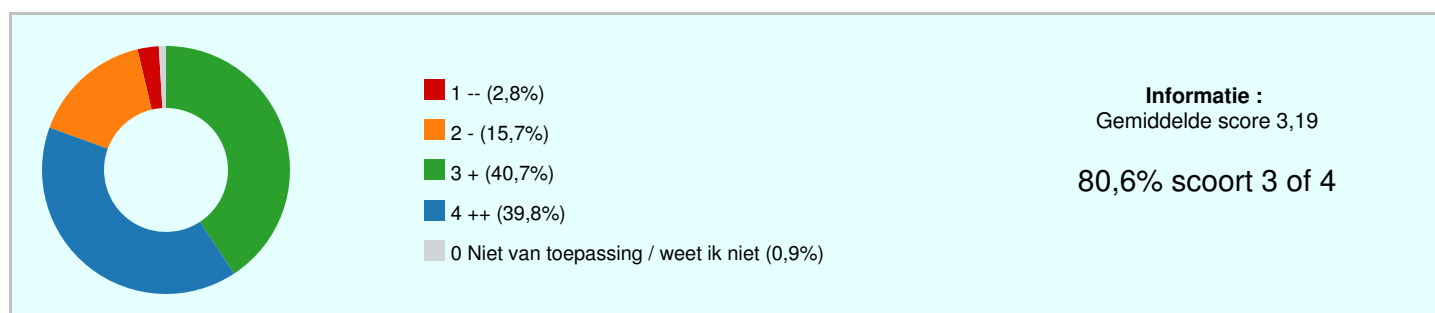 1 -- (2,8%)
2 - (15,7%)
3 + (40,7%)
4 ++ (39,8%)
0 Niet van toepassing / weet ik niet (0,9%)
Informatie :
Gemiddelde score 3,19
80,6% scoort 3 of 4